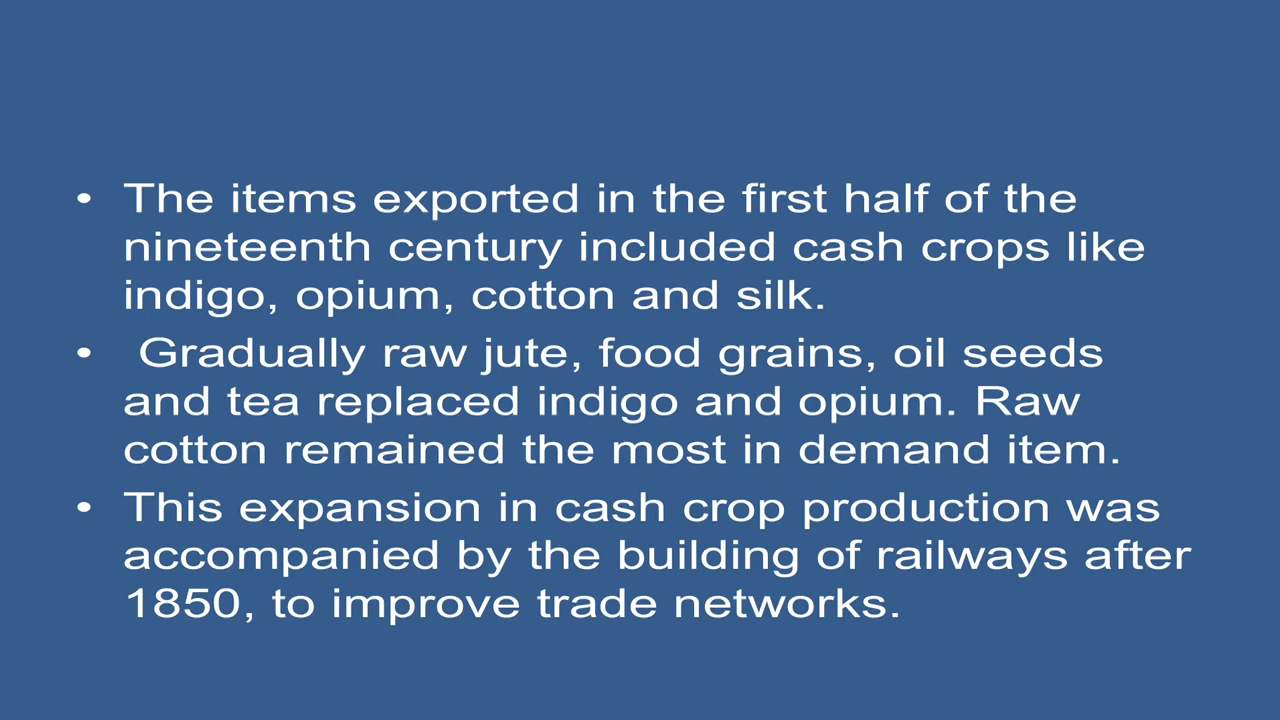 • The items exported in the first half of the
nineteenth century included cash crops like
indigo, opium, cotton and silk.
• Gradually raw jute, food grains, oil seeds
and tea replaced indigo and opium. Raw
cotton remained the most in demand item.
• This expansion in cash crop production was
accompanied by the building of railways after
1850, to improve trade networks.